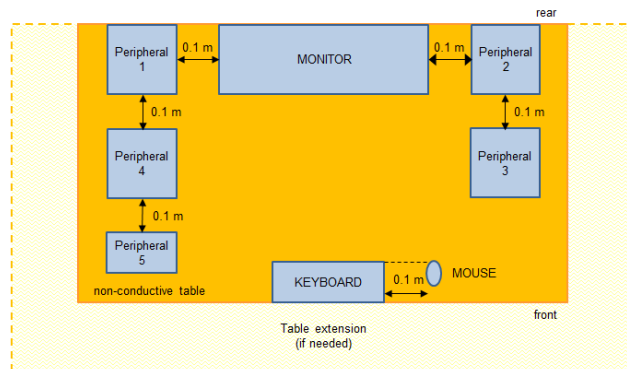 rear
Peripheral
1
0.1 m
MONITOR
0.1 m
Peripheral
2
0.1 m
0.1 m
Peripheral
4
Peripheral
3
0.1 m
Peripheral
5
KEYBOARD
0.1 m
MOUSE
non-conductive table
front
Table extension
(if needed)